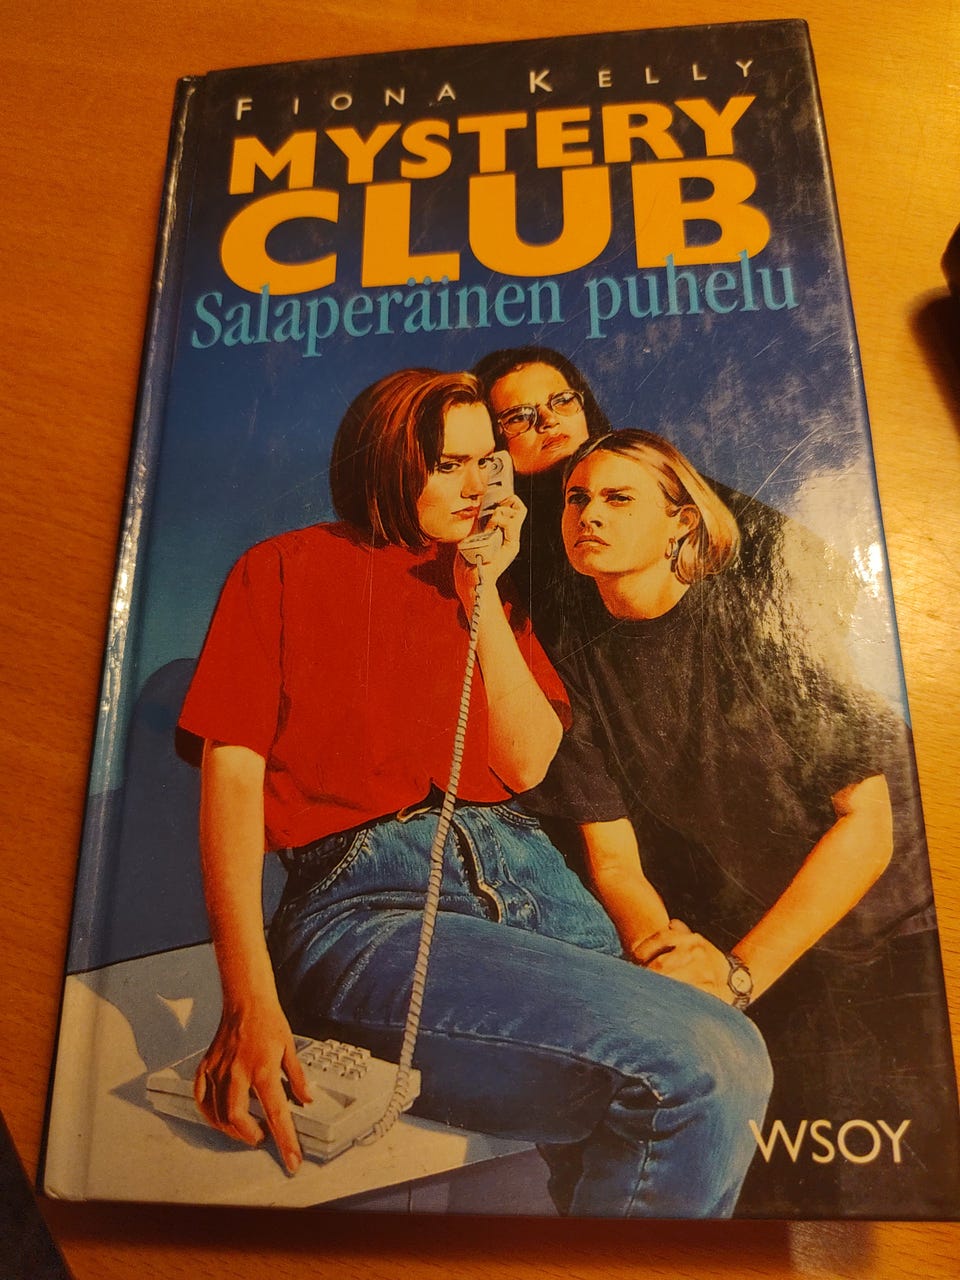 FIONA KELLY
MYSTERY
CLUB
Salaperäinen puhelu
WSOY